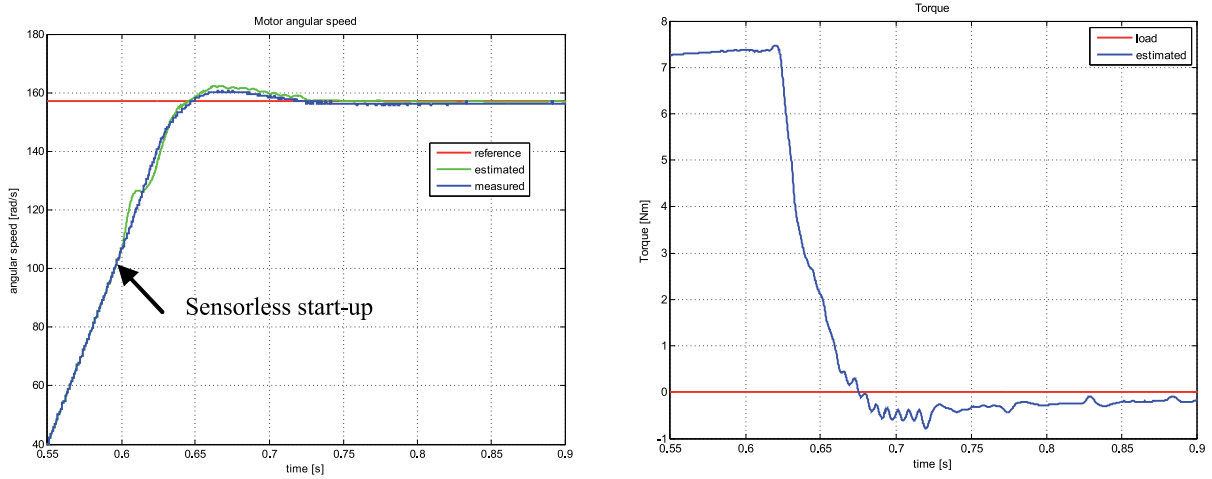 Motor angular speed
180
160
140
120
100
80
60
40
angular speed [rad/s]
reference
estimated
measured
Sensorless start-up
0.55
0.6
0.65
0.7
0.75
0.8
0.85
0.9
time [s]
Torque
8
7
6
5
4
3
2
1
0
-1
Torque [Nm]
load
estimated
0.55
0.6
0.65
0.7
0.75
0.8
0.85
0.9
time [s]